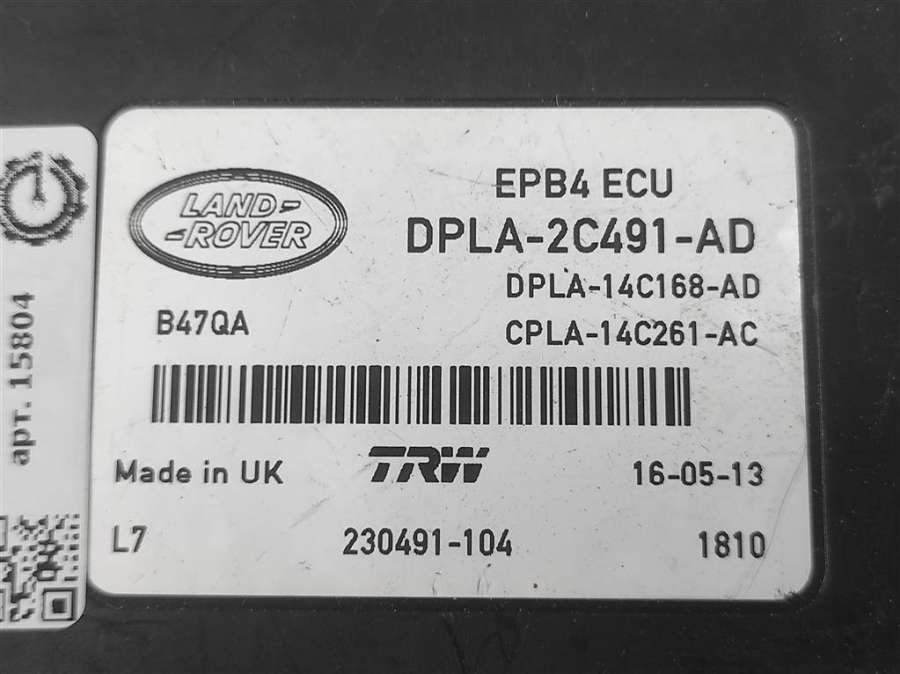 LAND-
-ROVER
EPB4 ECU
DPLA-2C491-AD
DPLA-14C168-AD
B47QA
CPLA-14C261-AC
Made in UK
TRW
16-05-13
L7
230491-104
1810
арт. 15804